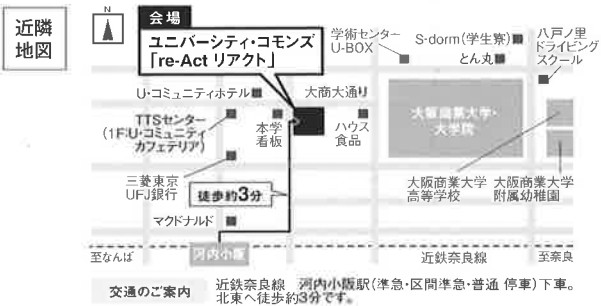 近隣
地図
N
会場
ユニバーシティ・コモンズ
「re-Act リアクト」
学術センター
U-BOX
S-dorm(学生寮)
とん丸
八戸ノ里
ドライビング
スクール
U・コミュニティホテル
大商大通り
TTSセンター
(1F:U・コミュニティ
カフェテリア)
本学
看板
ハウス
食品
大阪商業大学・
大学院
三菱東京
UFJ銀行
徒歩約3分
大阪商業大学
高等学校
大阪商業大学
附属幼稚園
マクドナルド
至なんば
河内小阪
近鉄奈良線
至奈良
交通のご案内
近鉄奈良線 河内小阪駅(準急・区間準急・普通 停車)下車。
北東へ徒歩約3分です。